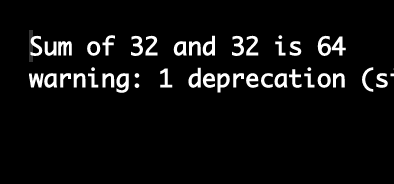 Sum of 32 and 32 is 64
warning: 1 deprecation (s